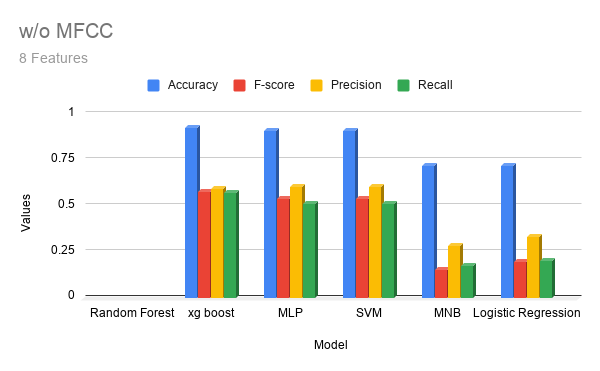 w/o MFCC
8 Features
Accuracy F-score Precision Recall
1
0.75
0.5
0.25
0
Values
Random Forest xg boost MLP SVM MNB Logistic Regression
Model